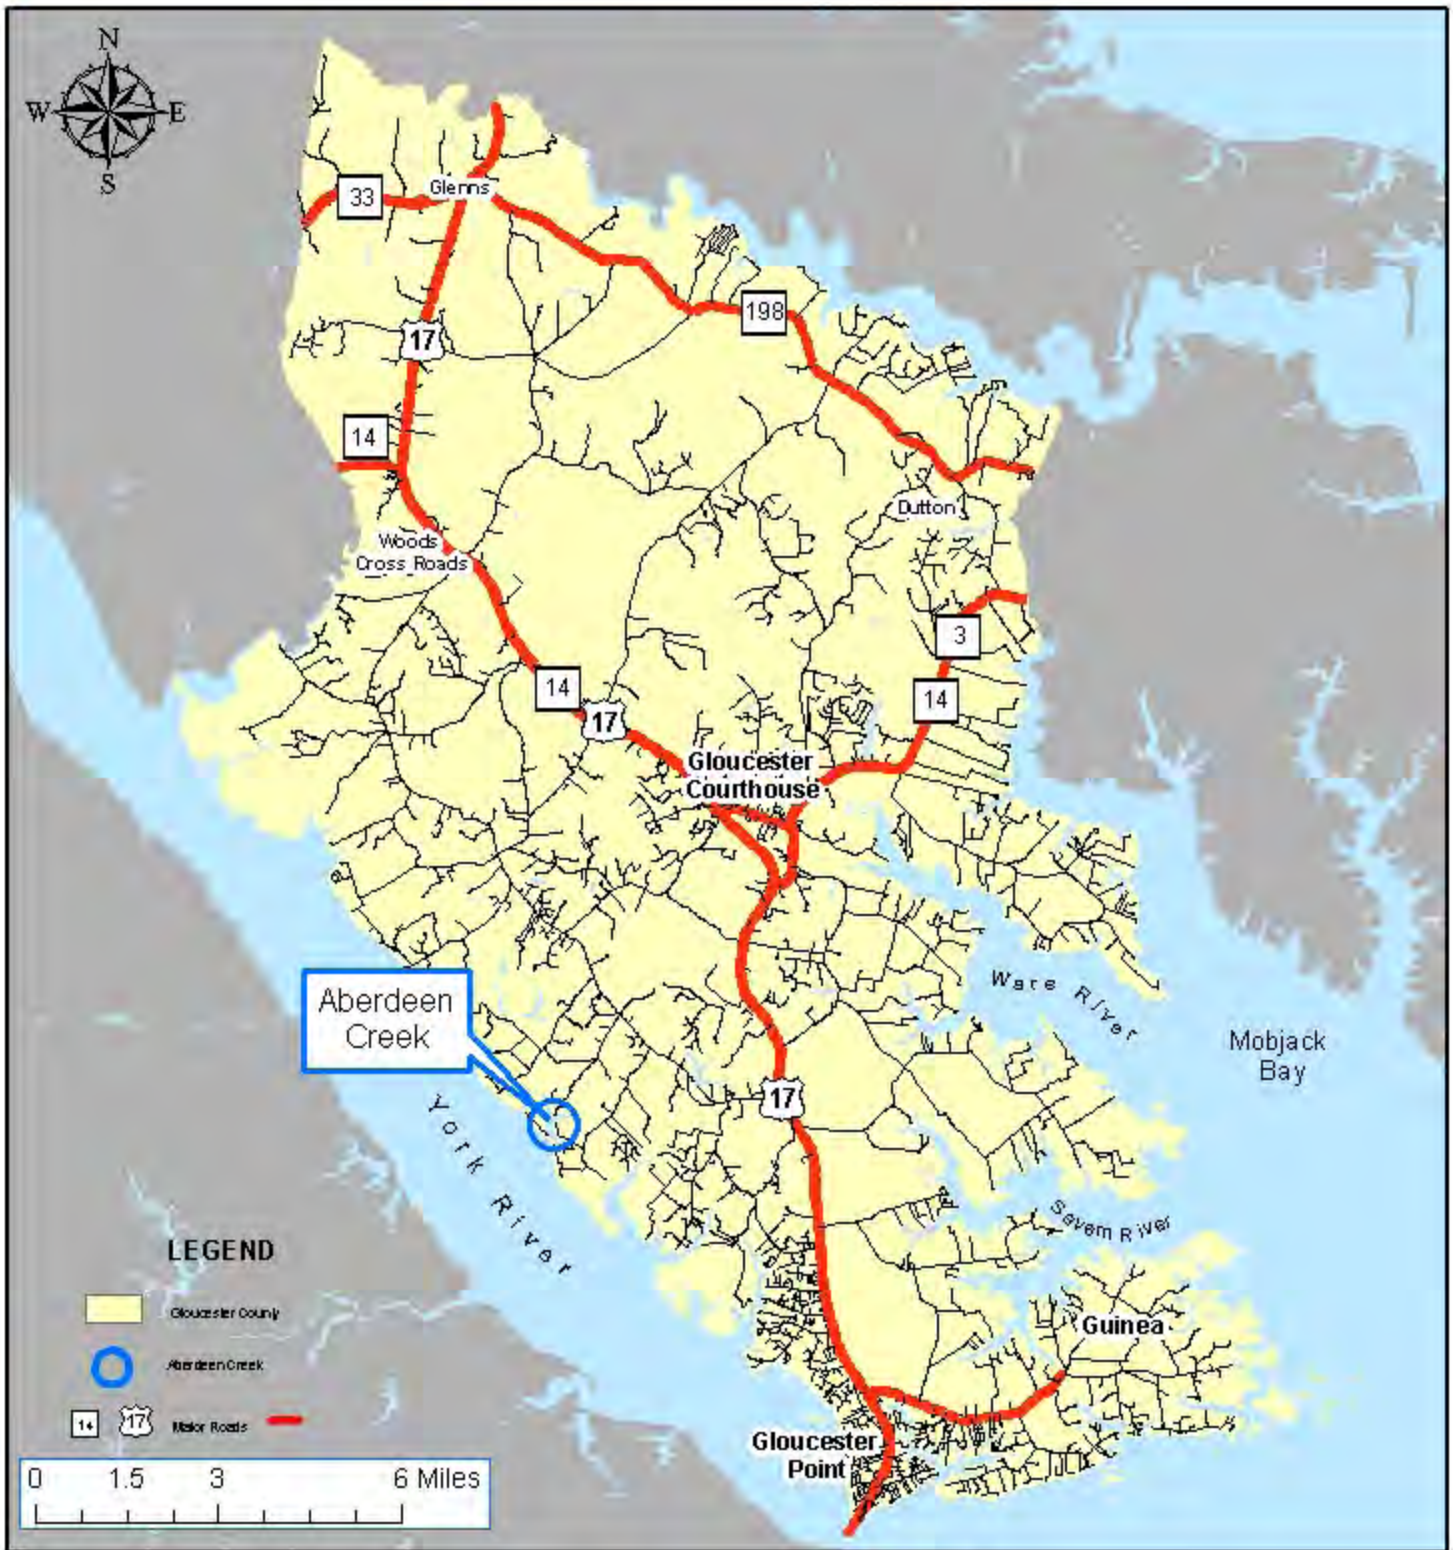 N
W E
S
Glenns
33
198
17
14
Dutton
Woods
Cross Roads
3
14
14
17
Gloucester
Courthouse
Ware River
Aberdeen
Creek
Mobjack
Bay
17
York River
Severn River
LEGEND
Gloucester County
Guinea
Aberdeen Creek
14 17 Major Roads
Gloucester
Point
0 1.5 3 6 Miles